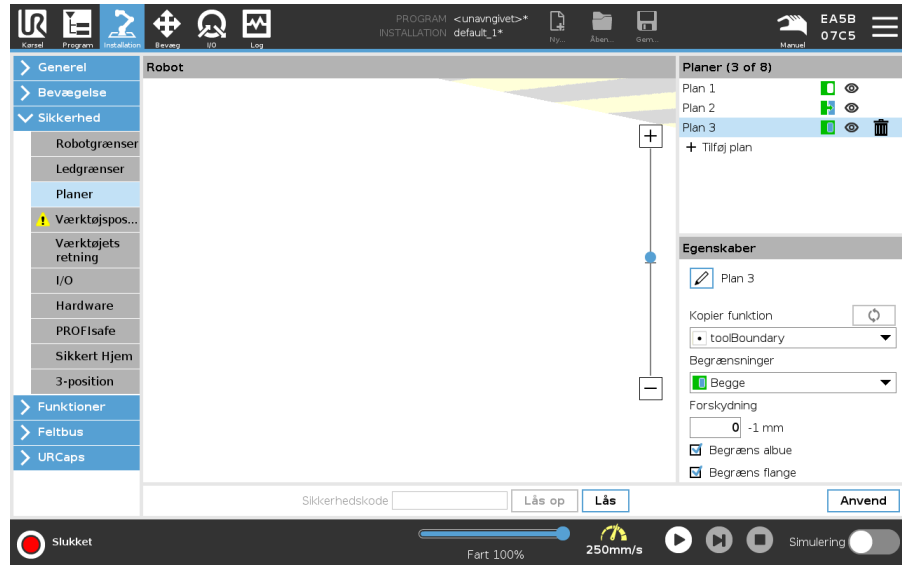 PROGRAM <unavngivet>*
INSTALLATION default_1*
Kørsel
Program
Installation
Bevæg
I/O
Log
Ny...
Åben...
Gem...
Manuel
EA5B
07C5
Generel
Bevægelse
Sikkerhed
Robotgrænser
Ledgrænser
Planer
Værktøjspos...
Værktøjets
retning
I/O
Hardware
PROFIsafe
Sikkert Hjem
3-position
Funktioner
Feltbus
URCaps
Robot
Planer (3 of 8)
Plan 1
Plan 2
Plan 3
+ Tilføj plan
Egenskaber
Plan 3
Kopier funktion
toolBoundary
Begrænsninger
Begge
Forskydning
0 -1 mm
Begræns albue
Begræns flange
Sikkerhedskode
Lås op
Lås
Anvend
Slukket
Fart 100%
250mm/s
Simulering